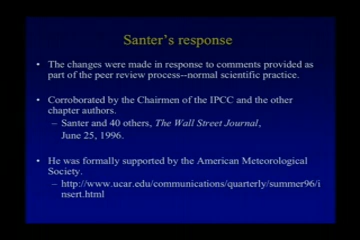 Santer's response
• The changes were made in response to comments provided as
part of the peer review process--normal scientific practice.
• Corroborated by the Chairmen of the IPCC and the other
chapter authors.
– Santer and 40 others, The Wall Street Journal,
June 25, 1996.
• He was formally supported by the American Meteorological
Society.
– http://www.ucar.edu/communications/quarterly/summer96/i
nsert.html